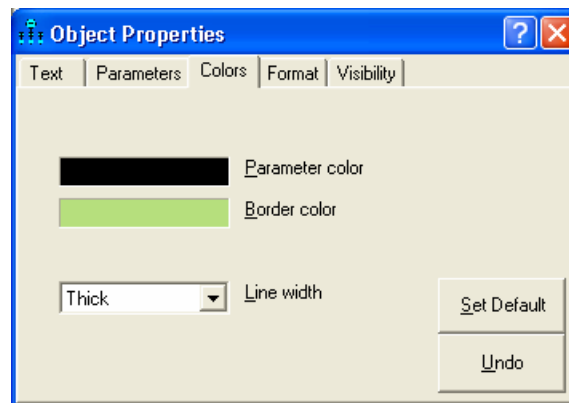 Object Properties
Text Parameters Colors Format Visibility
Parameter color
Border color
Thick Line width
Set Default
Undo